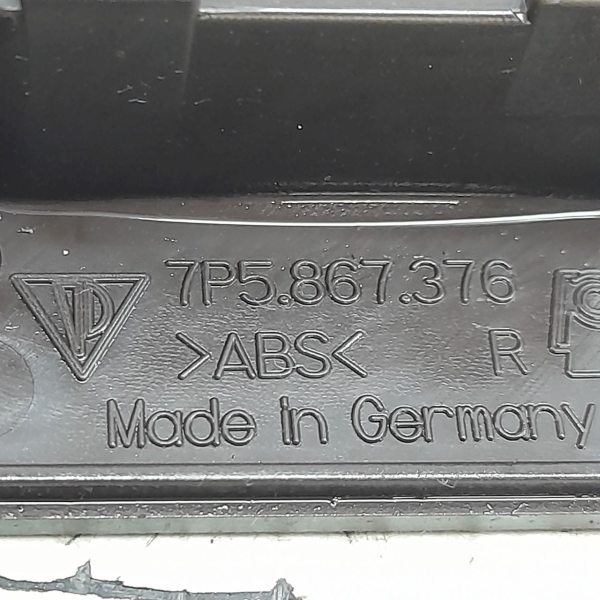 7P5.867.376
>ABS< R
Made in Germany